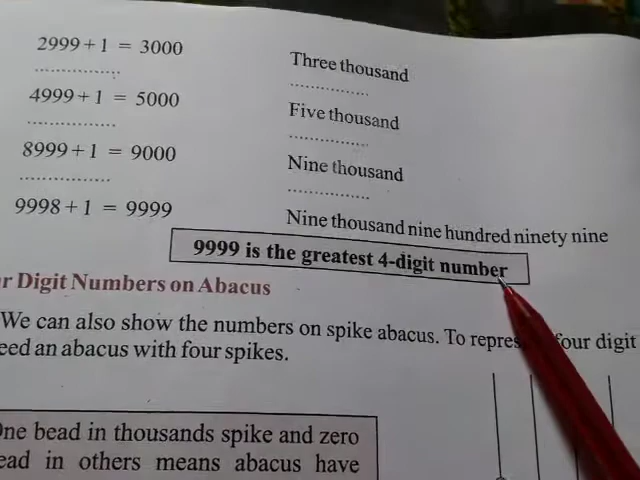 2999 + 1 = 3000 Three thousand
.................... ..................
4999 + 1 = 5000 Five thousand
.................... ..................
8999 + 1 = 9000 Nine thousand
.................... ..................
9998 + 1 = 9999 Nine thousand nine hundred ninety nine
9999 is the greatest 4-digit number
Digit Numbers on Abacus
We can also show the numbers on spike abacus. To four digit
an abacus with four spikes.
One bead in thousands spike and zero
in others means abacus have